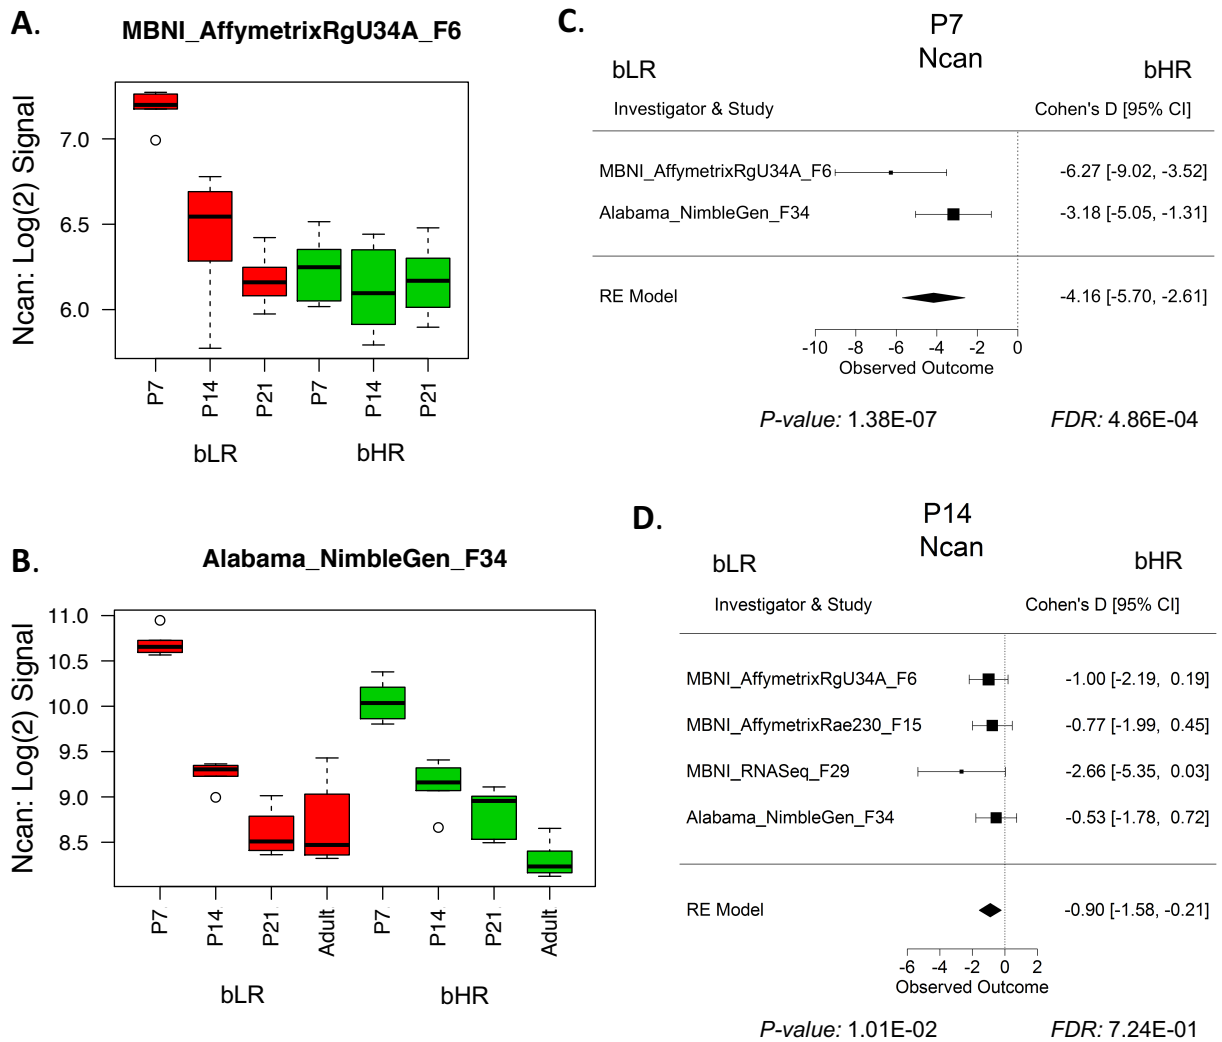 A.
MBNI_AffymetrixRgU34A_F6
Ncan: Log(2) Signal
7.0
6.5
6.0
P7
P14
P21
P7
P14
P21
bLR
bHR
B.
Alabama_NimbleGen_F34
Ncan: Log(2) Signal
11.0
10.5
10.0
9.5
9.0
8.5
P7
P14
P21
Adult
P7
P14
P21
Adult
bLR
bHR
C.
P7
Ncan
bLR
bHR
Investigator & Study
Cohen's D [95% CI]
MBNI_AffymetrixRgU34A_F6
-6.27 [-9.02, -3.52]
Alabama_NimbleGen_F34
-3.18 [-5.05, -1.31]
RE Model
-4.16 [-5.70, -2.61]
-10 -8 -6 -4 -2 0
Observed Outcome
P-value: 1.38E-07
FDR: 4.86E-04
D.
P14
Ncan
bLR
bHR
Investigator & Study
Cohen's D [95% CI]
MBNI_AffymetrixRgU34A_F6
-1.00 [-2.19, 0.19]
MBNI_AffymetrixRae230_F15
-0.77 [-1.99, 0.45]
MBNI_RNASeq_F29
-2.66 [-5.35, 0.03]
Alabama_NimbleGen_F34
-0.53 [-1.78, 0.72]
RE Model
-0.90 [-1.58, -0.21]
-6 -4 -2 0 2
Observed Outcome
P-value: 1.01E-02
FDR: 7.24E-01